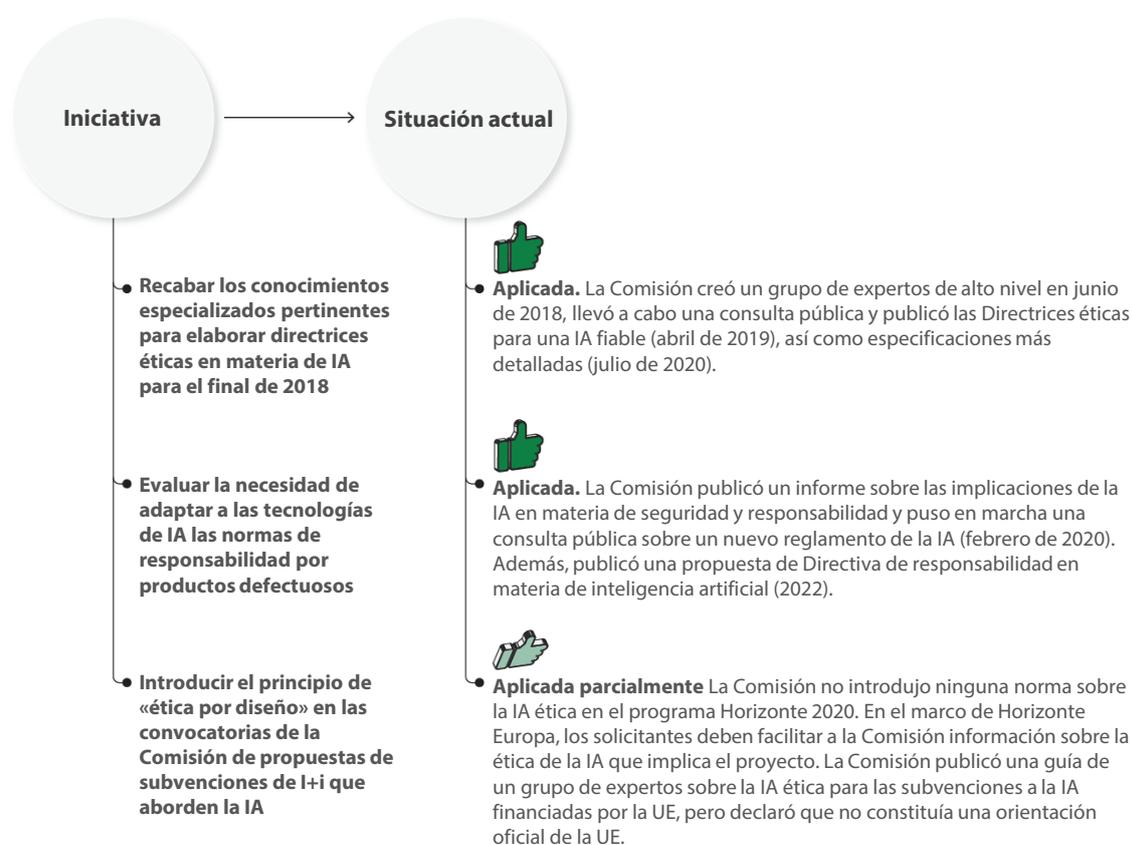 Iniciativa
Situación actual
Recabar los conocimientos
especializados pertinentes
para elaborar directrices
éticas en materia de IA
para el final de 2018
Aplicada. La Comisión creó un grupo de expertos de alto nivel en junio
de 2018, llevó a cabo una consulta pública y publicó las Directrices éticas
para una IA fiable (abril de 2019), así como especificaciones más
detalladas (julio de 2020).
Evaluar la necesidad de
adaptar a las tecnologías
de IA las normas de
responsabilidad por
productos defectuosos
Aplicada. La Comisión publicó un informe sobre las implicaciones de la
IA en materia de seguridad y responsabilidad y puso en marcha una
consulta pública sobre un nuevo reglamento de la IA (febrero de 2020).
Además, publicó una propuesta de Directiva de responsabilidad en
materia de inteligencia artificial (2022).
Introducir el principio de
«ética por diseño» en las
convocatorias de la
Comisión de propuestas de
subvenciones de I+i que
aborden la IA
Aplicada parcialmente La Comisión no introdujo ninguna norma sobre
la IA ética en el programa Horizonte 2020. En el marco de Horizonte
Europa, los solicitantes deben facilitar a la Comisión información sobre la
ética de la IA que implica el proyecto. La Comisión publicó una guía de
un grupo de expertos sobre la IA ética para las subvenciones a la IA
financiadas por la UE, pero declaró que no constituía una orientación
oficial de la UE.